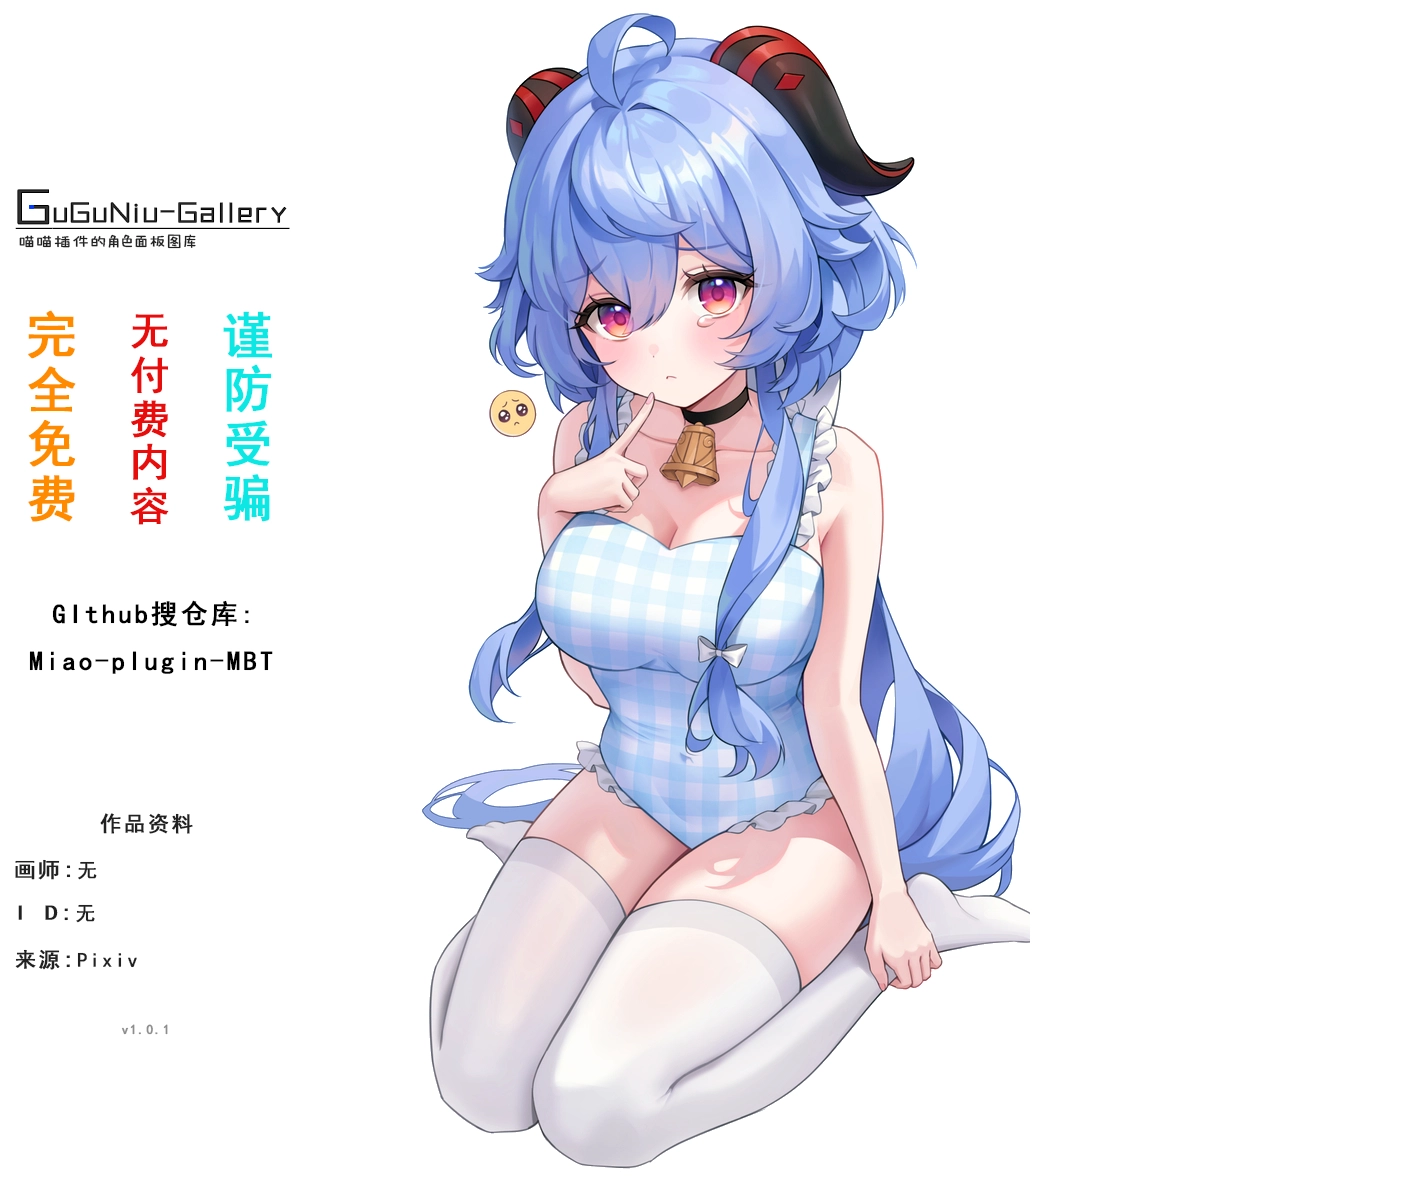 GuGuNiu-Gallery
喵喵插件的角色面板图库
完全免费
无付费内容
谨防受骗
GIthub搜仓库:
Miao-plugin-MBT
作品资料
画师:无
I D:无
来源:Pixiv
v1.0.1